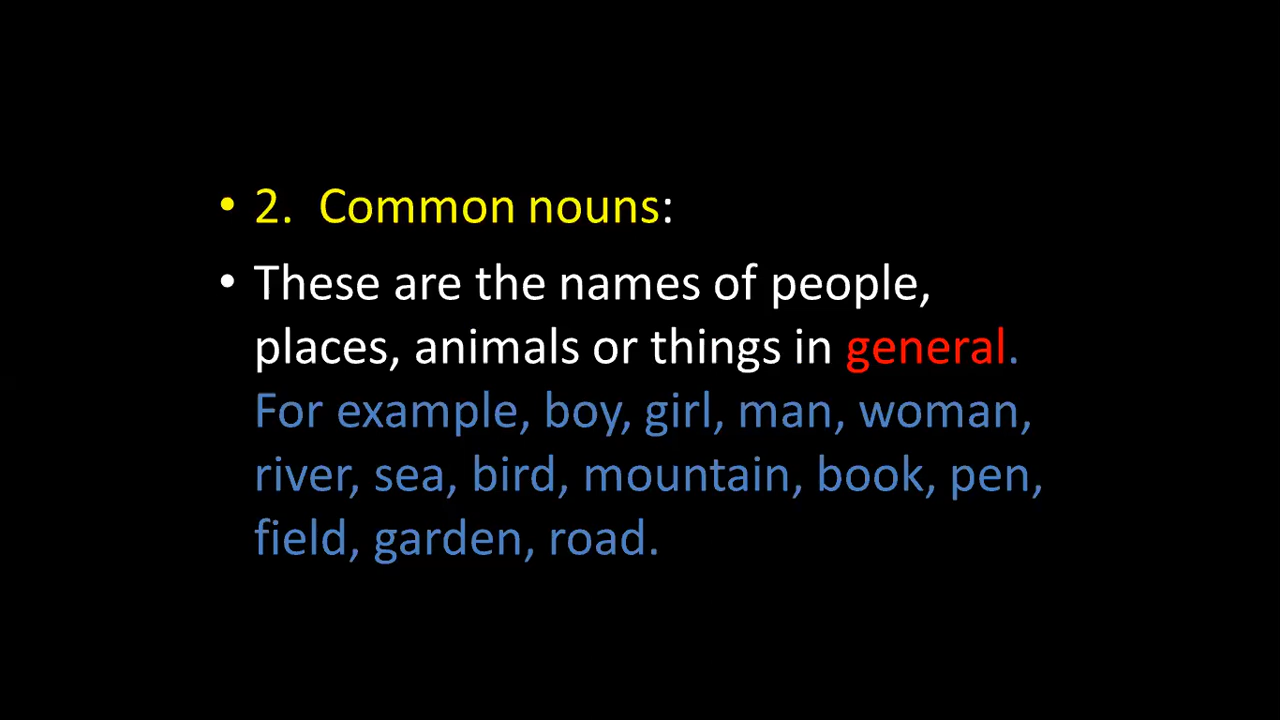 • 2.  Common nouns:
• These are the names of people,
places, animals or things in general.
For example, boy, girl, man, woman,
river, sea, bird, mountain, book, pen,
field, garden, road.